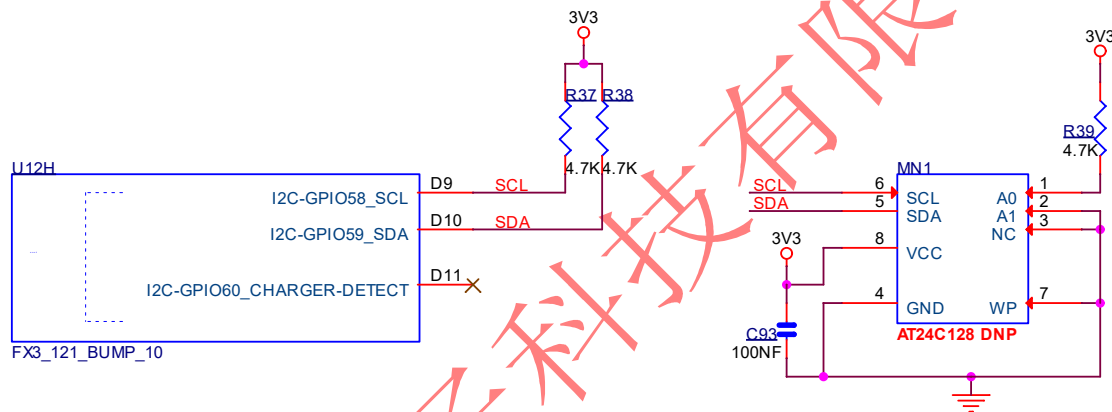 3V3
R37 R38
4.7K 4.7K
U12H
I2C-GPIO58_SCL
D9
SCL
I2C-GPIO59_SDA
D10
SDA
I2C-GPIO60_CHARGER-DETECT
D11
FX3_121_BUMP_10
3V3
R39
4.7K
MN1
SCL
6
SCL
A0
1
SDA
5
SDA
A1
2
NC
3
3V3
8
VCC
4
GND
WP
7
AT24C128 DNP
C93
100NF
科技有限